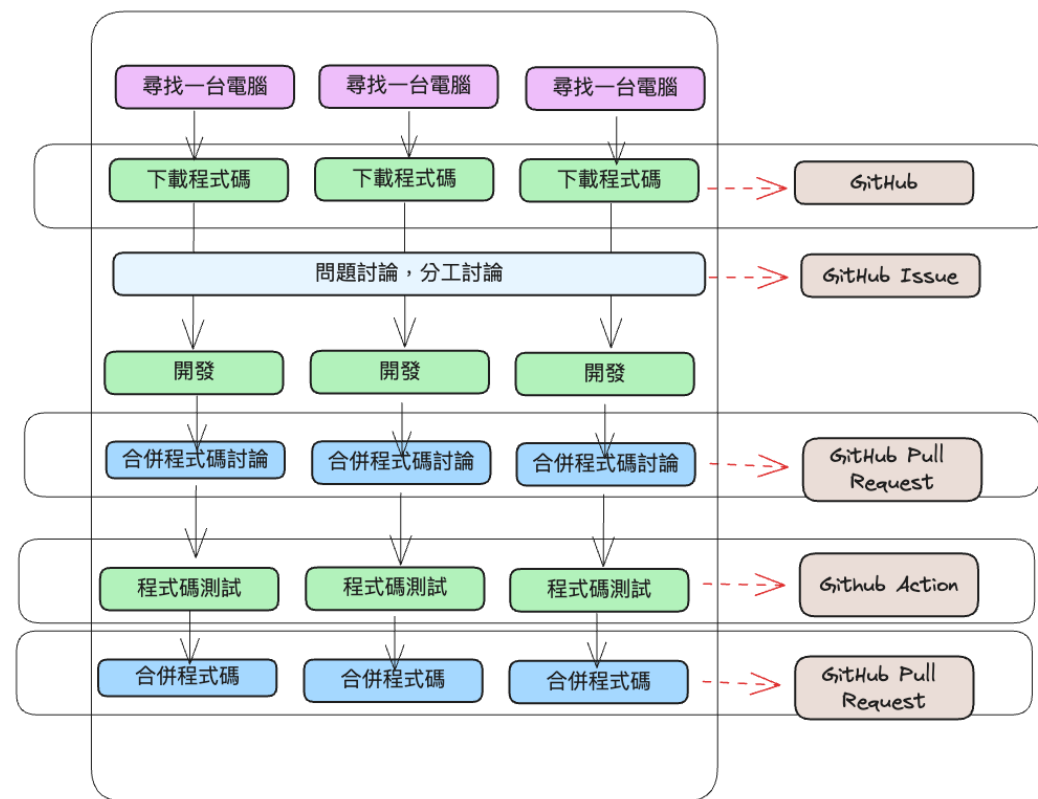 尋找一台電腦
尋找一台電腦
尋找一台電腦
下載程式碼
下載程式碼
下載程式碼
GitHub
問題討論，分工討論
GitHub Issue
開發
開發
開發
合併程式碼討論
合併程式碼討論
合併程式碼討論
GitHub Pull
Request
程式碼測試
程式碼測試
程式碼測試
Github Action
合併程式碼
合併程式碼
合併程式碼
GitHub Pull
Request